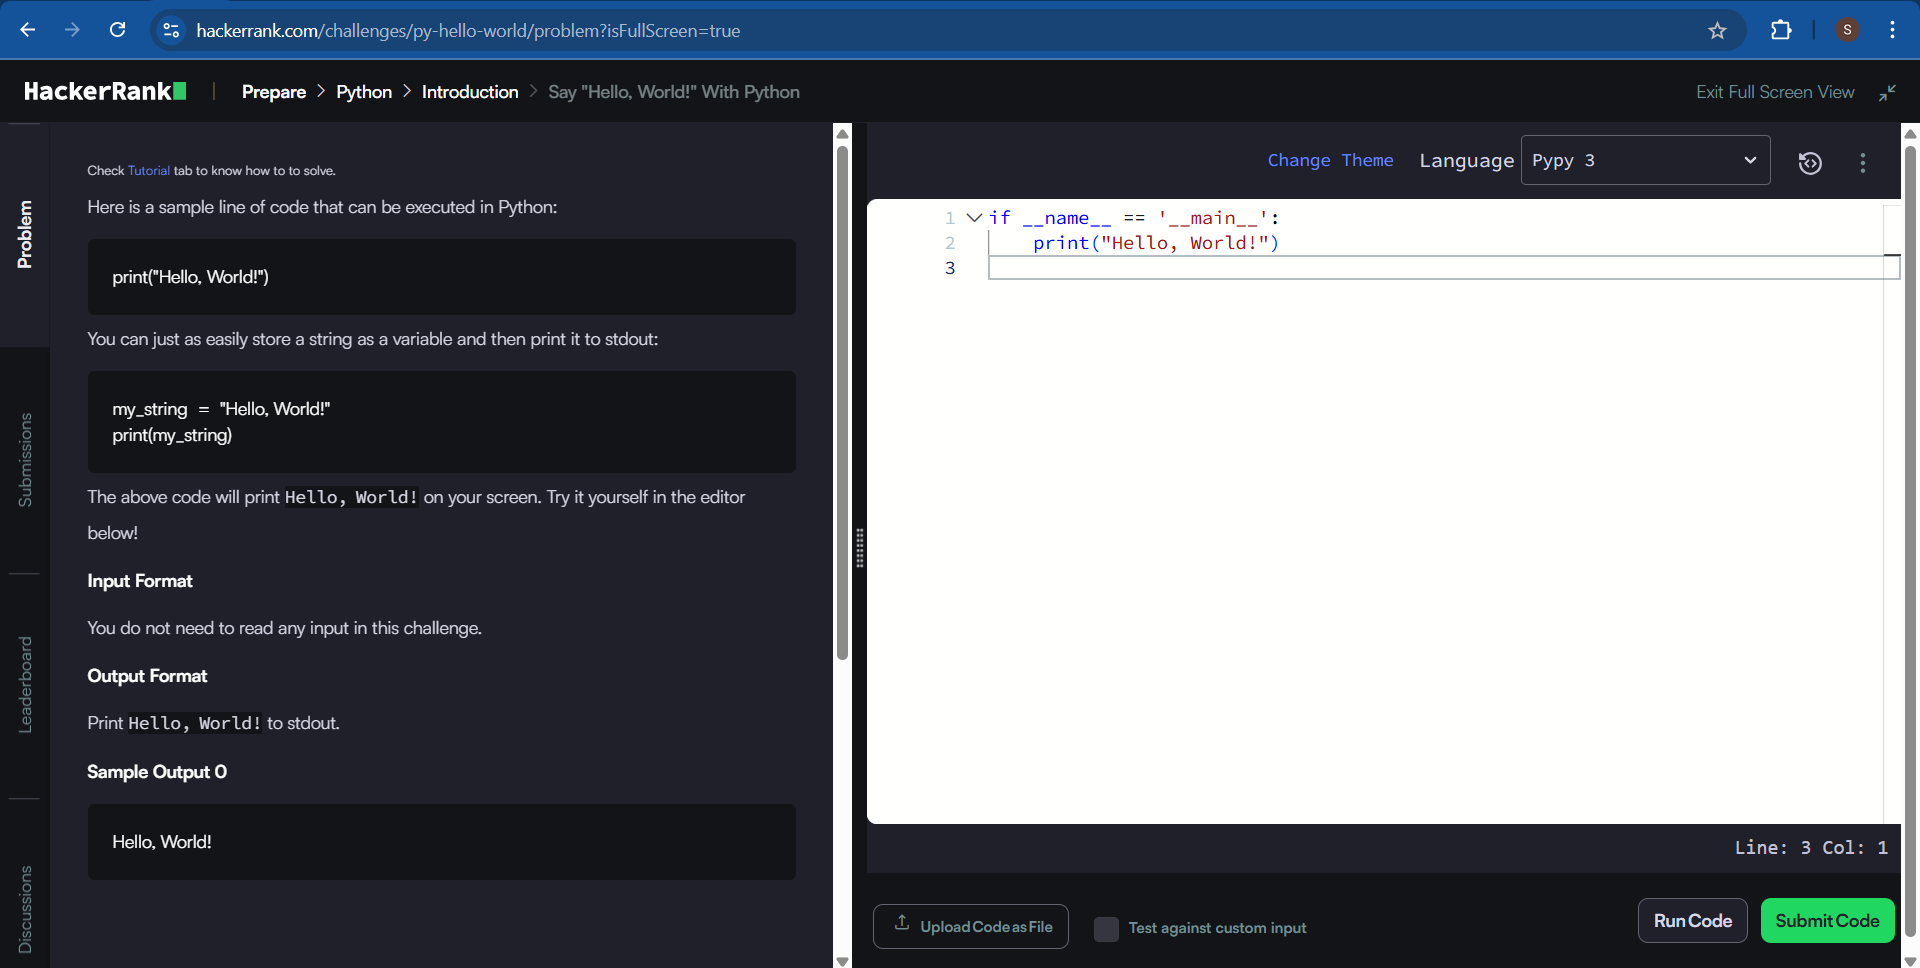 hackerrank.com/challenges/py-hello-world/problem?isFullScreen=true
S
HackerRank
Prepare > Python > Introduction > Say "Hello, World!" With Python
Exit Full Screen View
Problem
Submissions
Leaderboard
Discussions
Check Tutorial tab to know how to to solve.
Here is a sample line of code that can be executed in Python:
print("Hello, World!")
You can just as easily store a string as a variable and then print it to stdout:
my_string = "Hello, World!"
print(my_string)
The above code will print Hello, World! on your screen. Try it yourself in the editor
below!
Input Format
You do not need to read any input in this challenge.
Output Format
Print Hello, World! to stdout.
Sample Output 0
Hello, World!
Change Theme Language Pypy 3
1 if __name__ == '__main__':
2     print("Hello, World!")
3
Line: 3 Col: 1
Upload Code as File
Test against custom input
Run Code
Submit Code